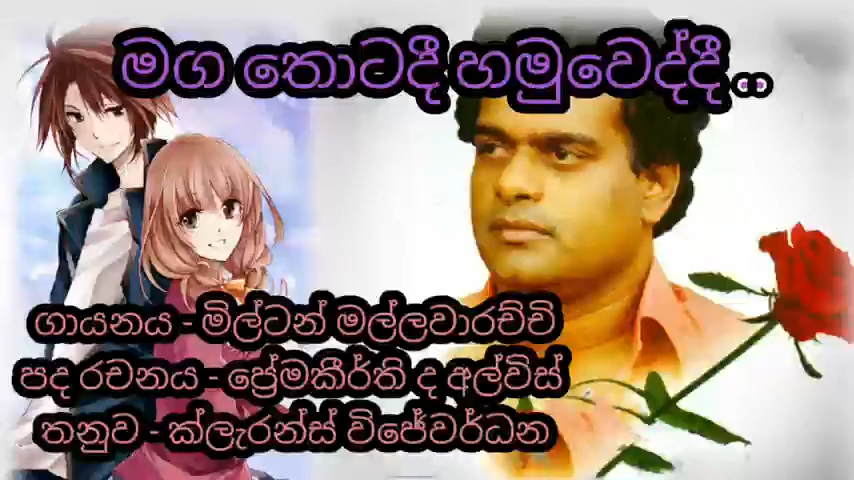 මග තොටදී හමුවෙද්දී ..
ගායනය - මිල්ටන් මල්ලවාරච්චි
පද රචනය - ප්‍රේමකීර්ති ද අල්විස්
තනුව - ක්ලැරන්ස් විජේවර්ධන